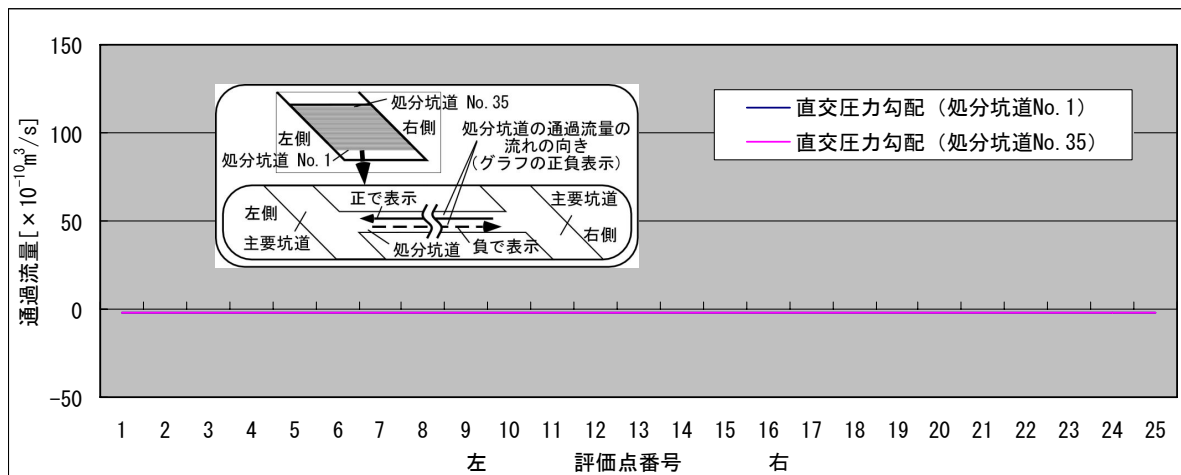 通過流量[×10⁻¹⁰m³/s]
150
100
50
0
-50
処分坑道 No.35
左側
右側
処分坑道 No.1
処分坑道の通過流量の
流れの向き
(グラフの正負表示)
正で表示
主要坑道
左側
主要坑道
処分坑道
負で表示
右側
直交圧力勾配(処分坑道No.1)
直交圧力勾配(処分坑道No.35)
1 2 3 4 5 6 7 8 9 10 11 12 13 14 15 16 17 18 19 20 21 22 23 24 25
左 評価点番号 右